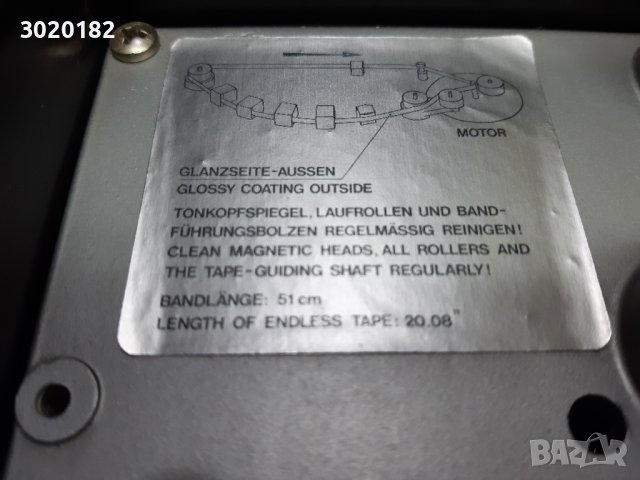 3020182
MOTOR
GLANZSEITE-AUSSEN
GLOSSY COATING OUTSIDE
TONKOPFSPIEGEL, LAUFROLLEN UND BAND-
FÜHRUNGSBOLZEN REGELMÄSSIG REINIGEN!
CLEAN MAGNETIC HEADS, ALL ROLLERS AND
THE TAPE-GUIDING SHAFT REGULARLY!
BANDLÄNGE: 51 cm
LENGTH OF ENDLESS TAPE: 20.08"
BAZAR